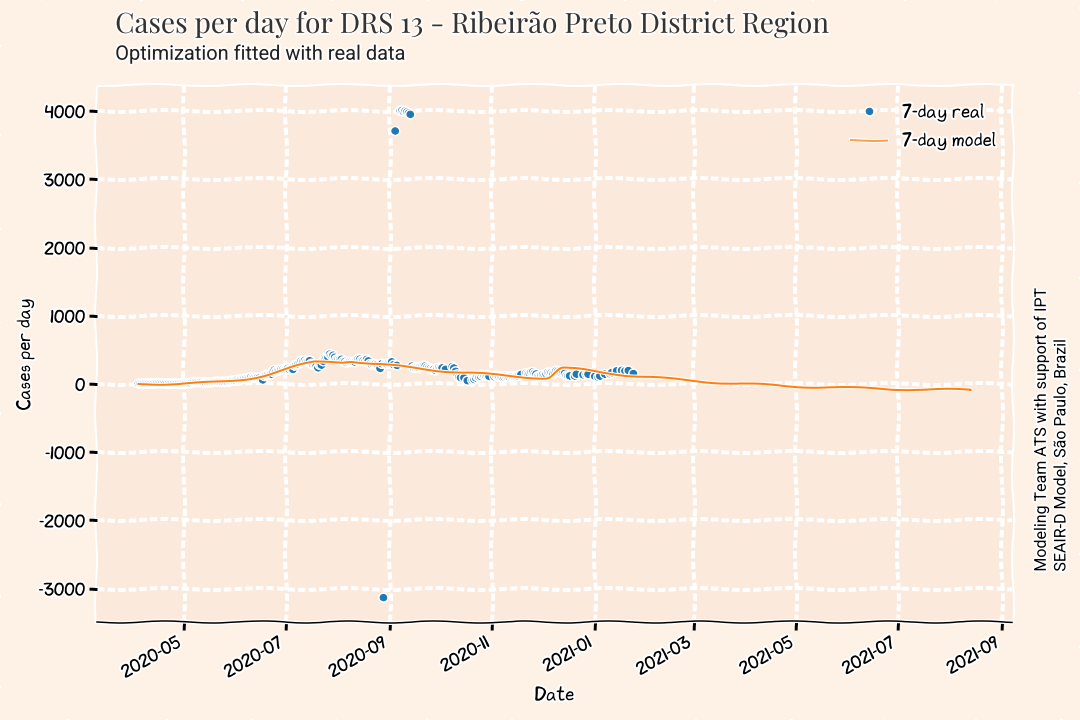 Cases per day for DRS 13 - Ribeirão Preto District Region
Optimization fitted with real data
4000
3000
2000
1000
0
-1000
-2000
-3000
Cases per day
7-day real
7-day model
2020-05
2020-07
2020-09
2020-11
2021-01
2021-03
2021-05
2021-07
2021-09
Date
Modeling Team ATS with support of IPT
SEAIR-D Model, São Paulo, Brazil